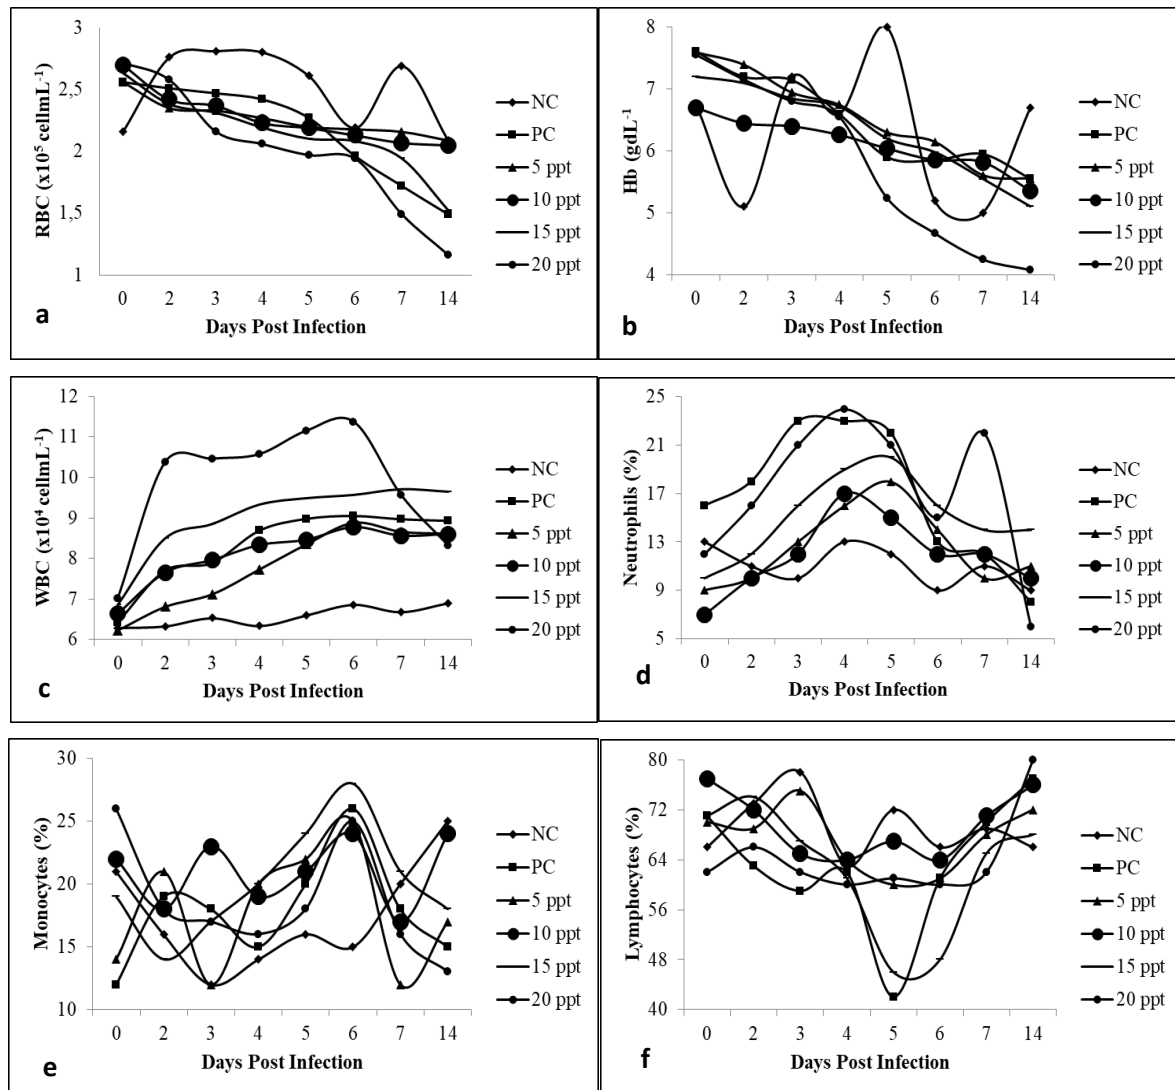 3
2,5
2
1,5
1
RBC (x10⁵ cellmL⁻¹)
0 2 3 4 5 6 7 14
Days Post Infection
NC
PC
5 ppt
10 ppt
15 ppt
20 ppt
a
8
7
6
5
4
Hb (gdL⁻¹)
0 2 3 4 5 6 7 14
Days Post Infection
NC
PC
5 ppt
10 ppt
15 ppt
20 ppt
b
12
11
10
9
8
7
6
WBC (x10⁴ cellmL⁻¹)
0 2 3 4 5 6 7 14
Days Post Infection
NC
PC
5 ppt
10 ppt
15 ppt
20 ppt
c
25
21
17
13
9
5
Neutrophils (%)
0 2 3 4 5 6 7 14
Days Post Infection
NC
PC
5 ppt
10 ppt
15 ppt
20 ppt
d
30
25
20
15
10
Monocytes (%)
0 2 3 4 5 6 7 14
Days Post Infection
NC
PC
5 ppt
10 ppt
15 ppt
20 ppt
e
80
72
64
56
48
40
Lymphocytes (%)
0 2 3 4 5 6 7 14
Days Post Infection
NC
PC
5 ppt
10 ppt
15 ppt
20 ppt
f